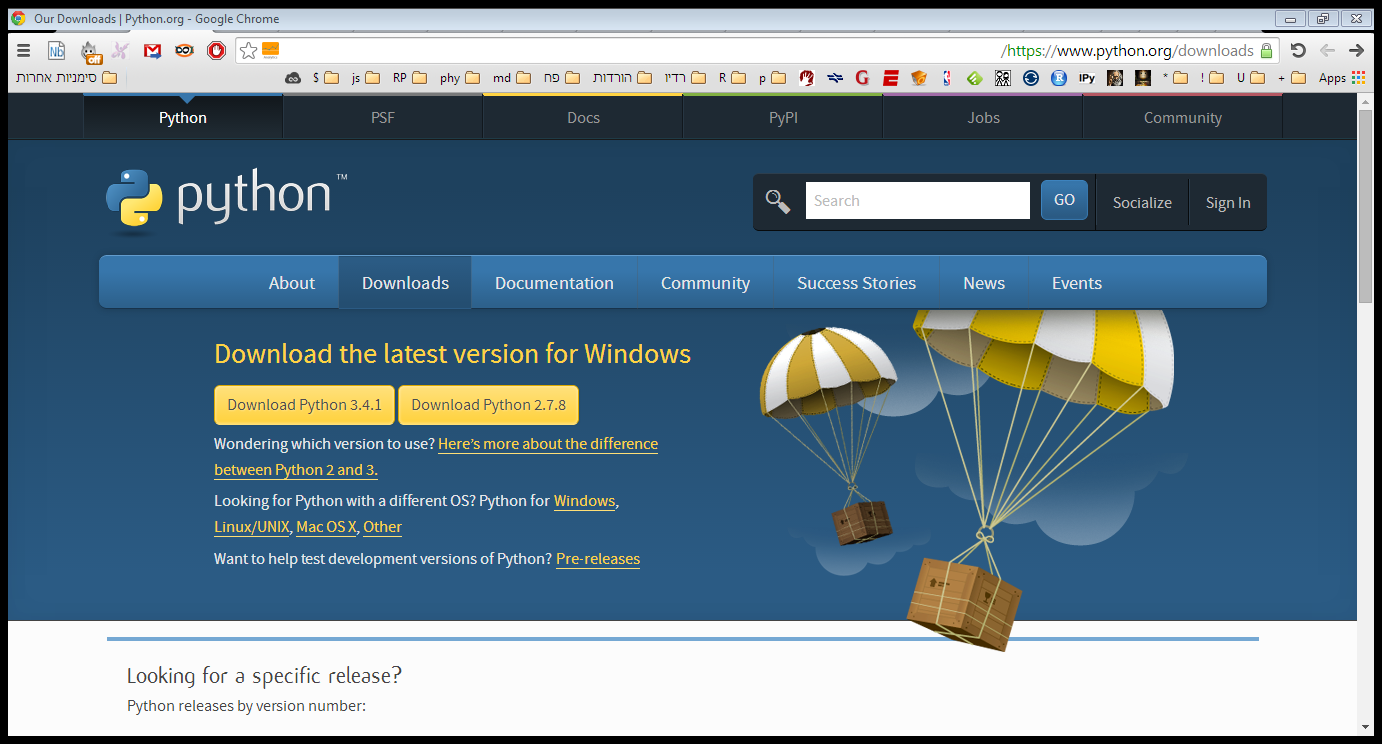 Our Downloads | Python.org - Google Chrome
Nb
off
/https://www.python.org/downloads
סימניות אחרות
$
js
RP
phy
md
פח
הורדות
רדיו
R
p
G
E
R
IPy
*
!
U
+
Apps
Python
PSF
Docs
PyPI
Jobs
Community
python™
Search
GO
Socialize
Sign In
About
Downloads
Documentation
Community
Success Stories
News
Events
Download the latest version for Windows
Download Python 3.4.1
Download Python 2.7.8
Wondering which version to use? Here's more about the difference
between Python 2 and 3.
Looking for Python with a different OS? Python for Windows,
Linux/UNIX, Mac OS X, Other
Want to help test development versions of Python? Pre-releases
Looking for a specific release?
Python releases by version number: